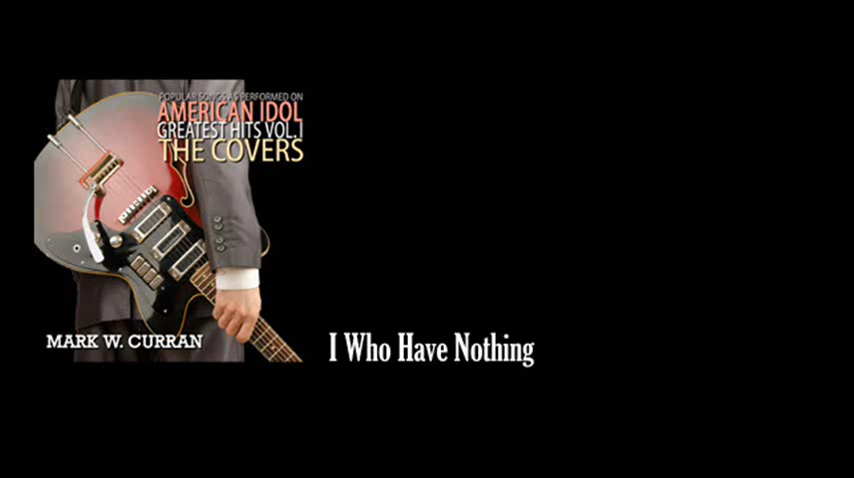 POPULAR SONGS AS PERFORMED ON
AMERICAN IDOL
GREATEST HITS VOL.1
THE COVERS
MARK W. CURRAN
I Who Have Nothing